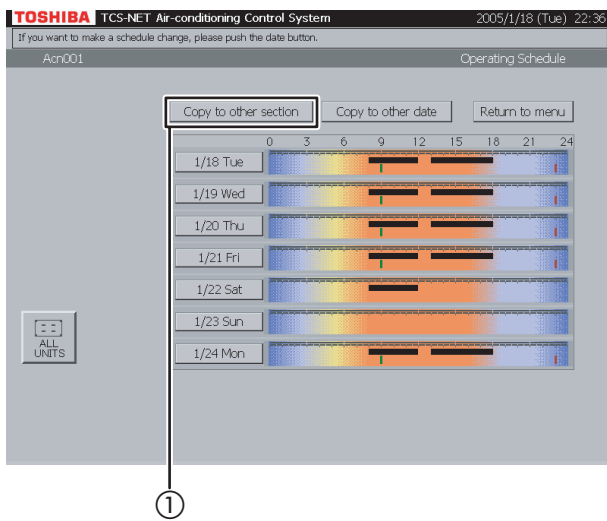 TOSHIBA TCS-NET Air-conditioning Control System 2005/1/18 (Tue) 22:36
If you want to make a schedule change, please push the date button.
Acn001 Operating Schedule
Copy to other section Copy to other date Return to menu
0 3 6 9 12 15 18 21 24
1/18 Tue
1/19 Wed
1/20 Thu
1/21 Fri
1/22 Sat
1/23 Sun
1/24 Mon
ALL
UNITS
①